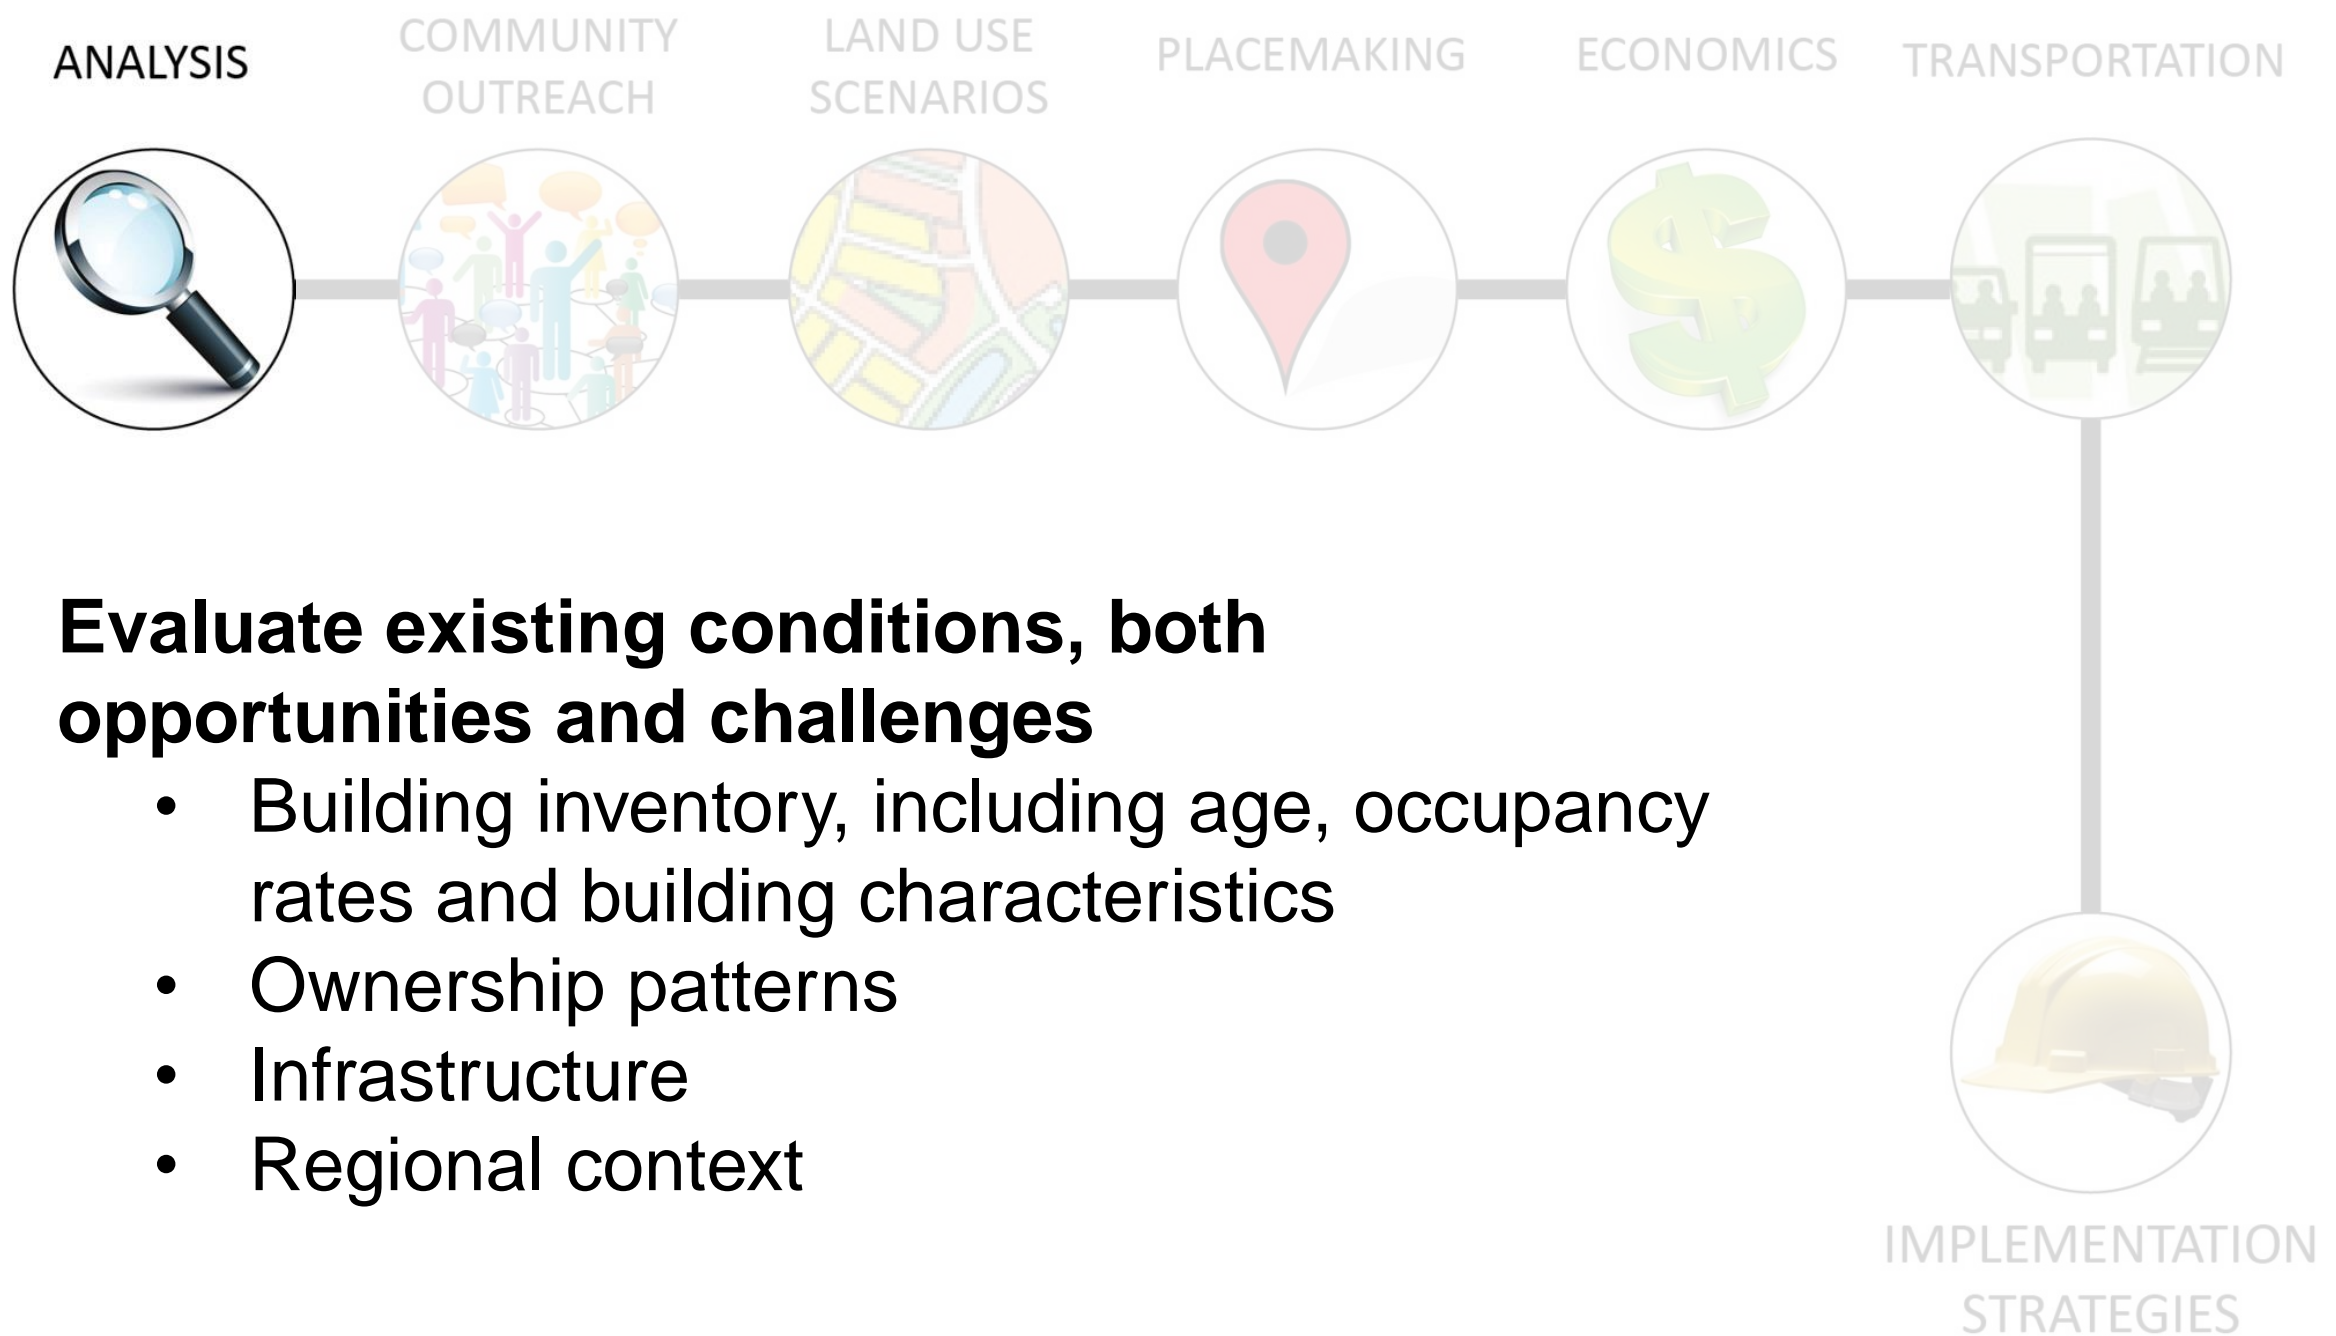 ANALYSIS
COMMUNITY
OUTREACH
LAND USE
SCENARIOS
PLACEMAKING
ECONOMICS
TRANSPORTATION
Evaluate existing conditions, both
opportunities and challenges
• Building inventory, including age, occupancy
rates and building characteristics
• Ownership patterns
• Infrastructure
• Regional context
IMPLEMENTATION
STRATEGIES